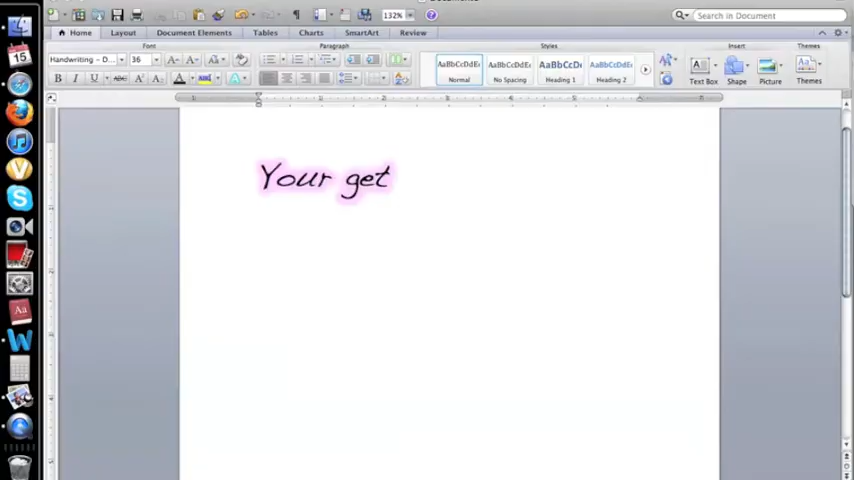 132%
Search in Document
Home Layout Document Elements Tables Charts SmartArt Review
Font Paragraph Styles Insert Themes
Handwriting - D... 36
AaBbCcDdEe AaBbCcDdEe AaBbCcDc AaBbCcDdEe
Normal No Spacing Heading 1 Heading 2 Text Box Shape Picture Themes
Your get